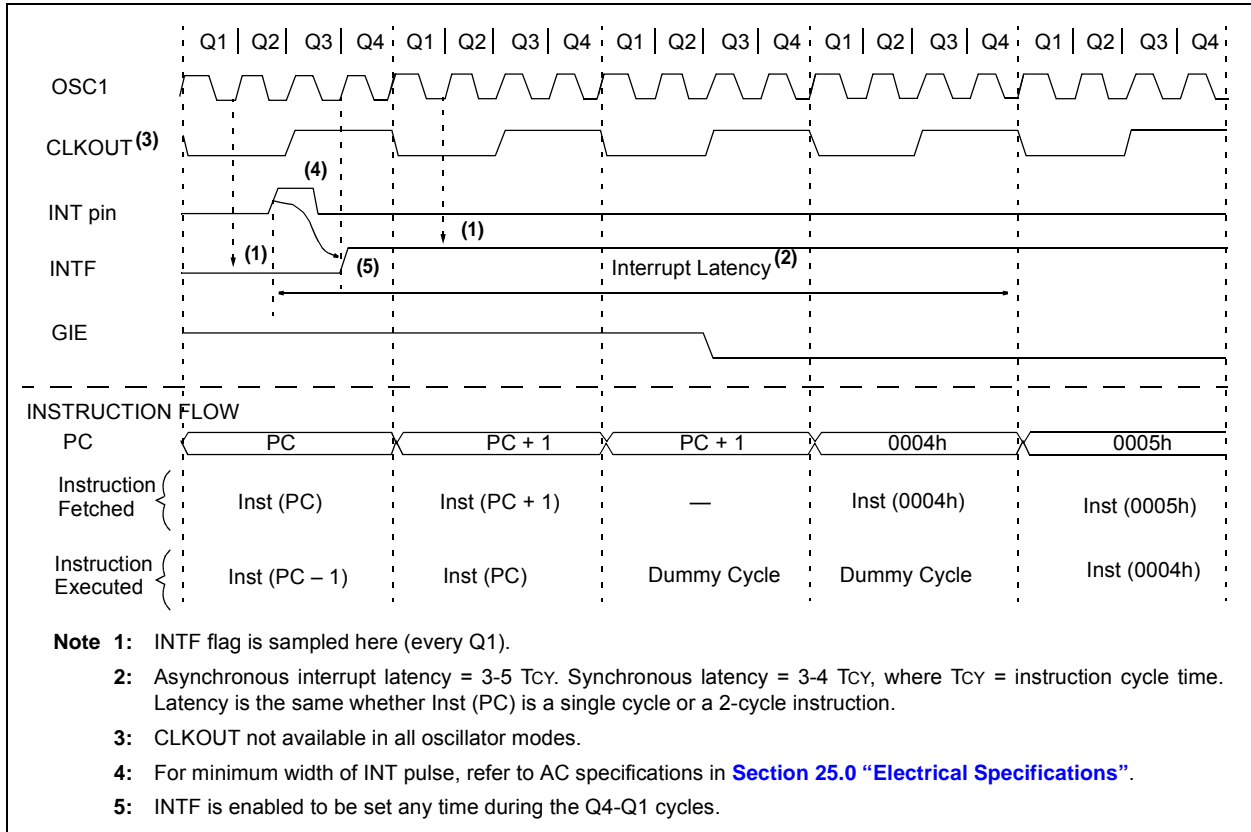 Q1 | Q2 | Q3 | Q4 Q1 | Q2 | Q3 | Q4 Q1 | Q2 | Q3 | Q4 Q1 | Q2 | Q3 | Q4 Q1 | Q2 | Q3 | Q4
OSC1
CLKOUT (3)
(4)
INT pin
(1)
(1)
INTF
(5)
Interrupt Latency (2)
GIE
INSTRUCTION FLOW
PC PC PC + 1 PC + 1 0004h 0005h
Instruction Fetched Inst (PC) Inst (PC + 1) — Inst (0004h) Inst (0005h)
Instruction Executed Inst (PC – 1) Inst (PC) Dummy Cycle Dummy Cycle Inst (0004h)
Note 1: INTF flag is sampled here (every Q1).
2: Asynchronous interrupt latency = 3-5 TCY. Synchronous latency = 3-4 TCY, where TCY = instruction cycle time.
Latency is the same whether Inst (PC) is a single cycle or a 2-cycle instruction.
3: CLKOUT not available in all oscillator modes.
4: For minimum width of INT pulse, refer to AC specifications in Section 25.0 “Electrical Specifications”.
5: INTF is enabled to be set any time during the Q4-Q1 cycles.